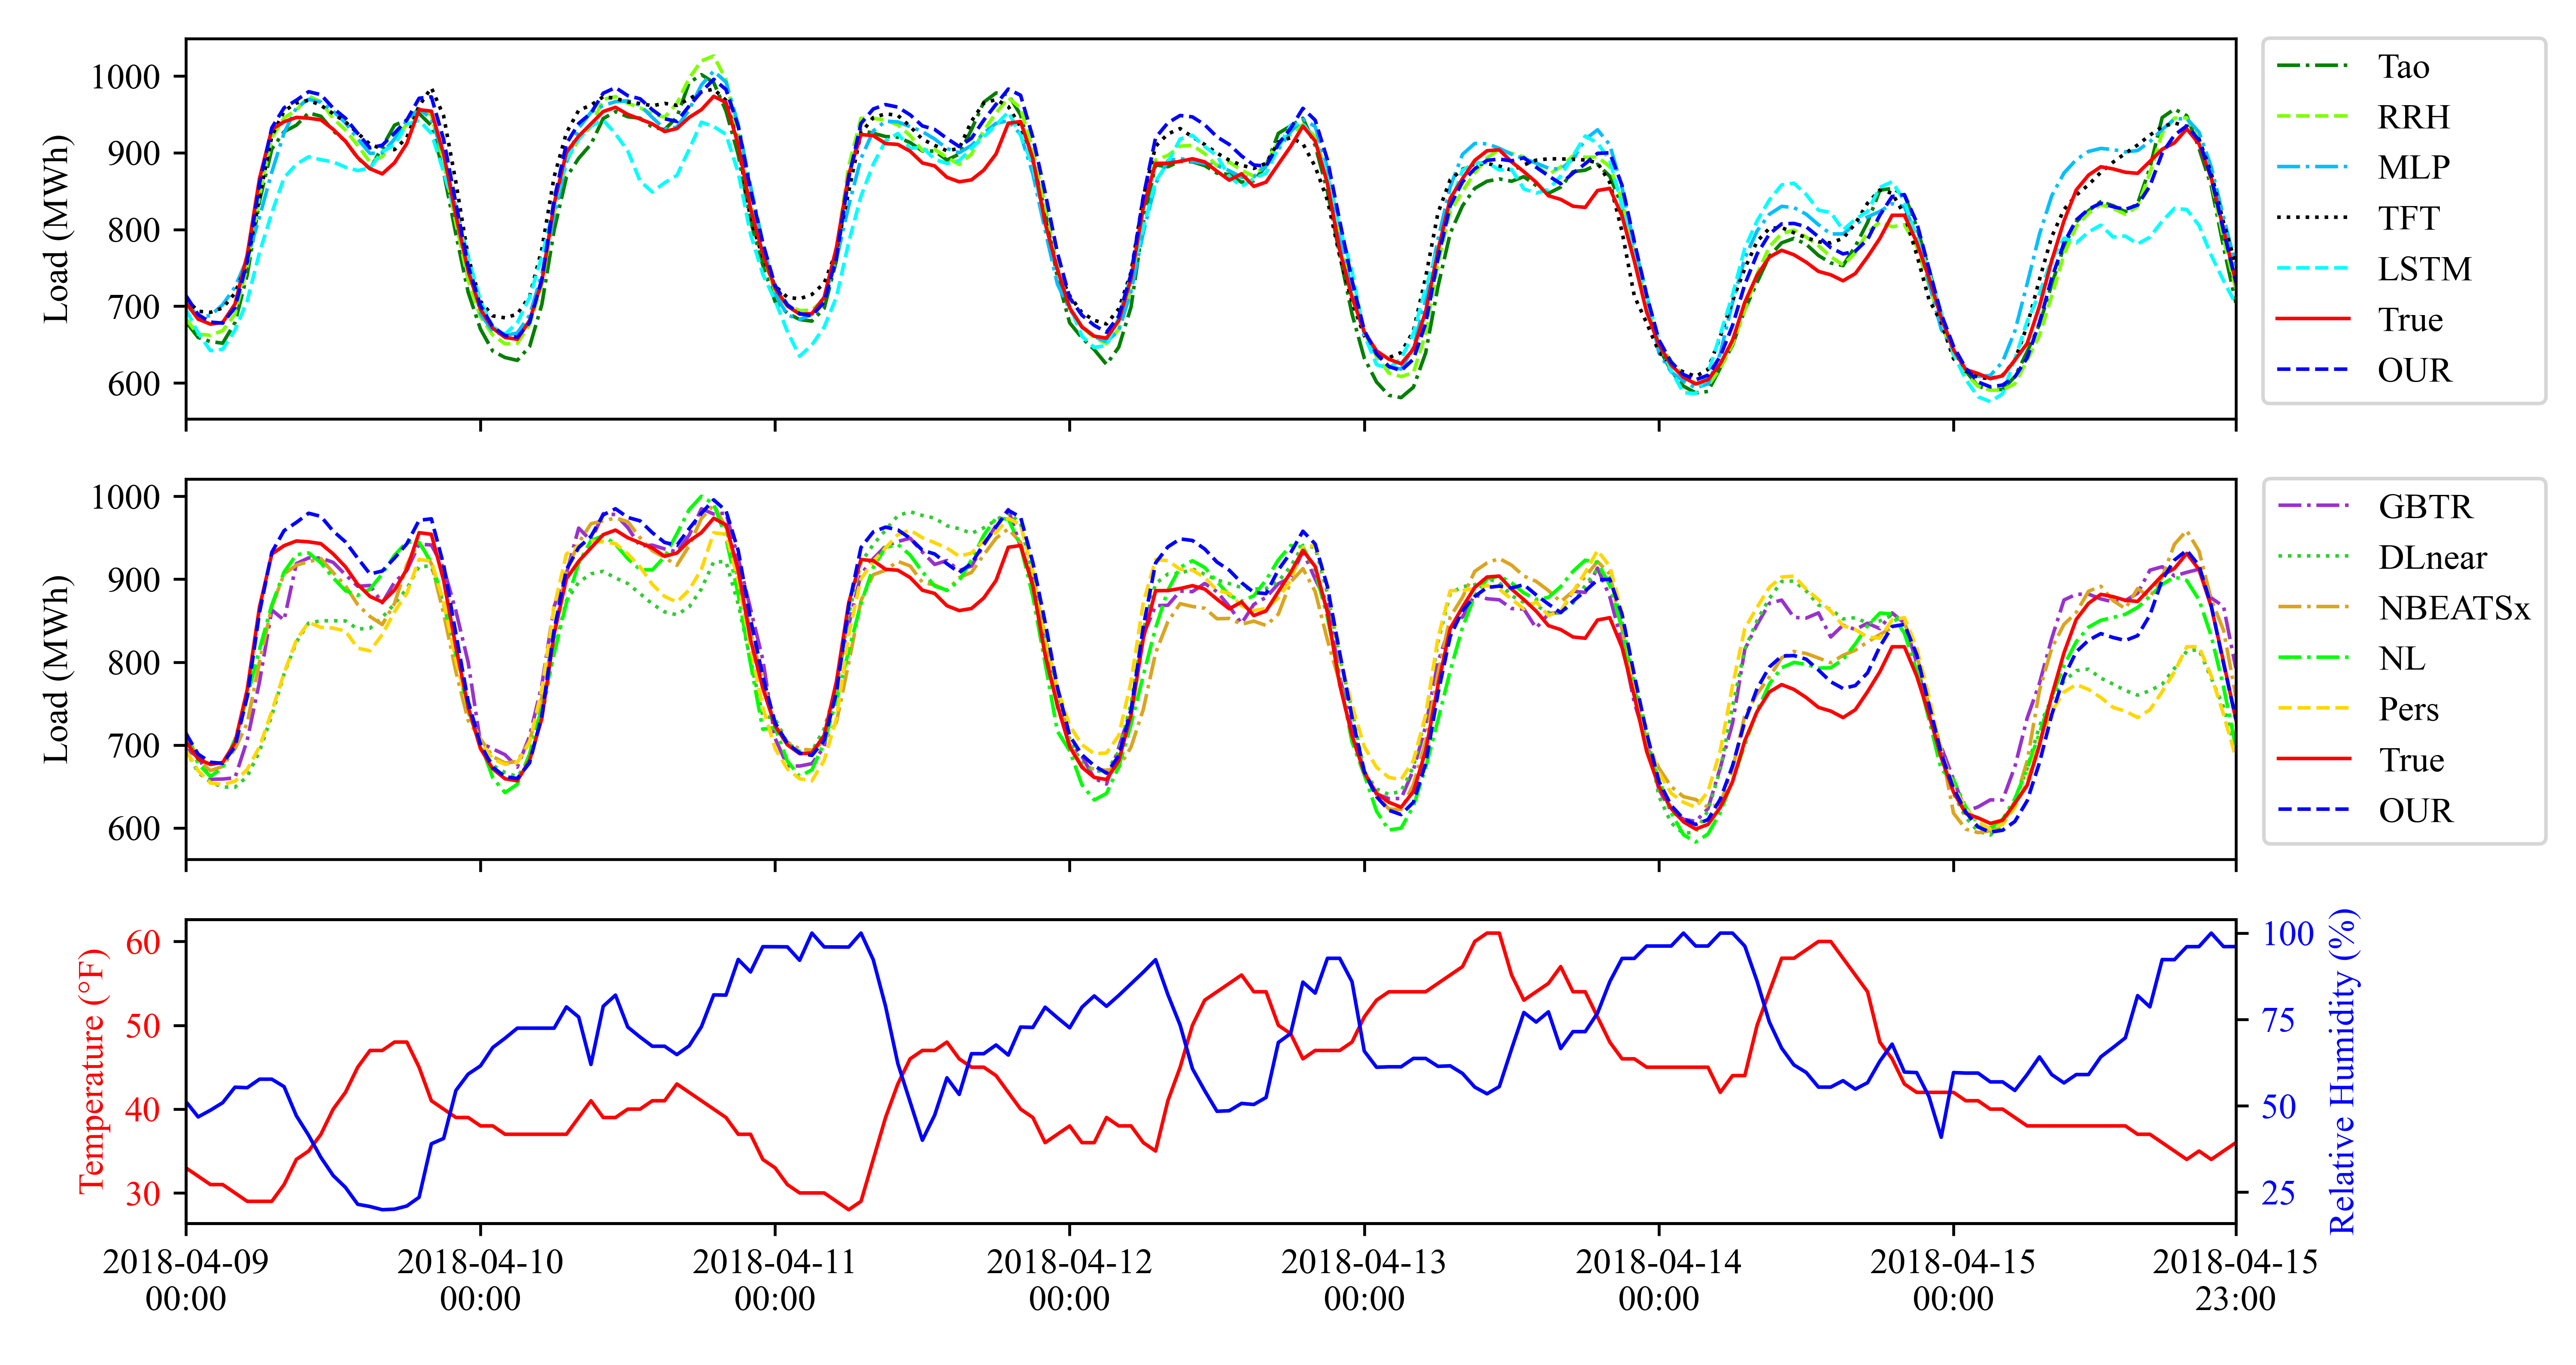 1000
900
800
700
600
Load (MWh)
Tao
RRH
MLP
TFT
LSTM
True
OUR
1000
900
800
700
600
Load (MWh)
GBTR
DLnear
NBEATSx
NL
Pers
True
OUR
60
50
40
30
Temperature (°F)
100
75
50
25
Relative Humidity (%)
2018-04-09 2018-04-10 2018-04-11 2018-04-12 2018-04-13 2018-04-14 2018-04-15 2018-04-15
00:00 00:00 00:00 00:00 00:00 00:00 00:00 23:00